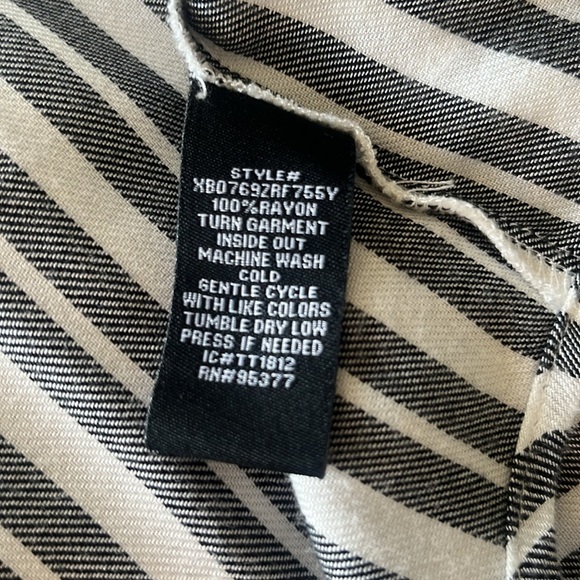 STYLE#
XB0769ZRF755Y
100%RAYON
TURN GARMENT
INSIDE OUT
MACHINE WASH
COLD
GENTLE CYCLE
WITH LIKE COLORS
TUMBLE DRY LOW
PRESS IF NEEDED
IC#TT1812
RN#95377